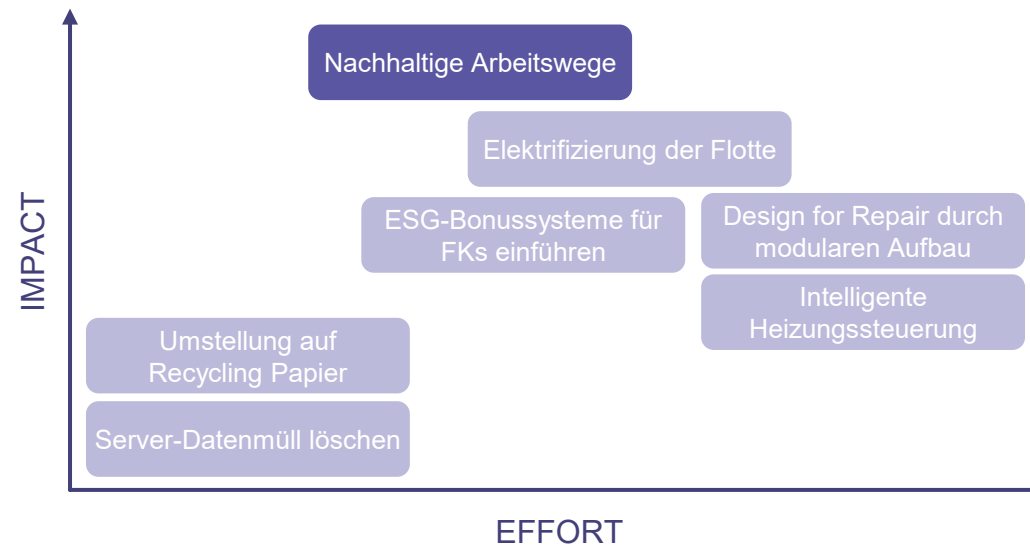 Nachhaltige Arbeitswege
Elektrifizierung der Flotte
IMPACT
ESG-Bonussysteme für
FKs einführen
Design for Repair durch
modularen Aufbau
Intelligente
Heizungssteuerung
Umstellung auf
Recycling Papier
Server-Datenmüll löschen
EFFORT